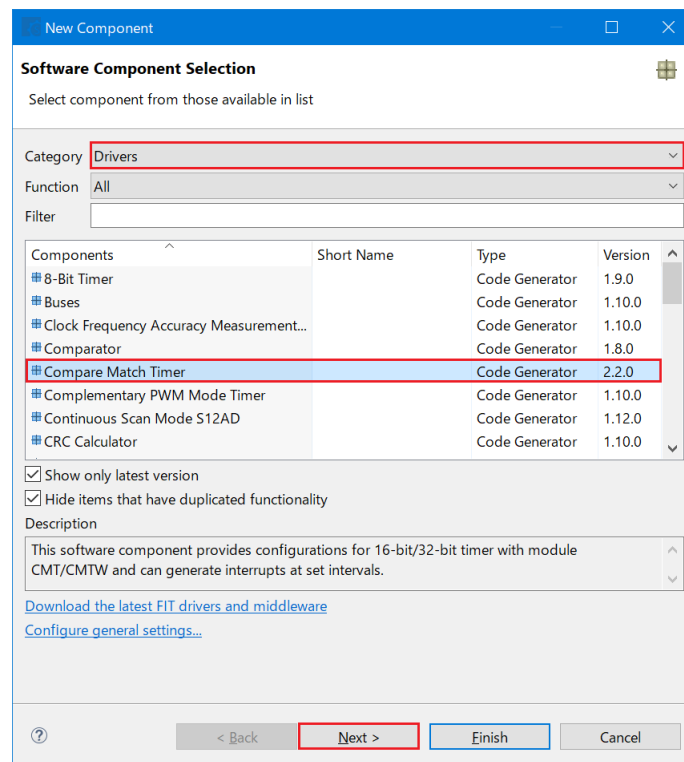 New Component
Software Component Selection
Select component from those available in list
Category Drivers
Function All
Filter
Components Short Name Type Version
8-Bit Timer Code Generator 1.9.0
Buses Code Generator 1.10.0
Clock Frequency Accuracy Measurement... Code Generator 1.10.0
Comparator Code Generator 1.8.0
Compare Match Timer Code Generator 2.2.0
Complementary PWM Mode Timer Code Generator 1.10.0
Continuous Scan Mode S12AD Code Generator 1.12.0
CRC Calculator Code Generator 1.10.0
Show only latest version
Hide items that have duplicated functionality
Description
This software component provides configurations for 16-bit/32-bit timer with module
CMT/CMTW and can generate interrupts at set intervals.
Download the latest FIT drivers and middleware
Configure general settings...
? < Back Next > Finish Cancel